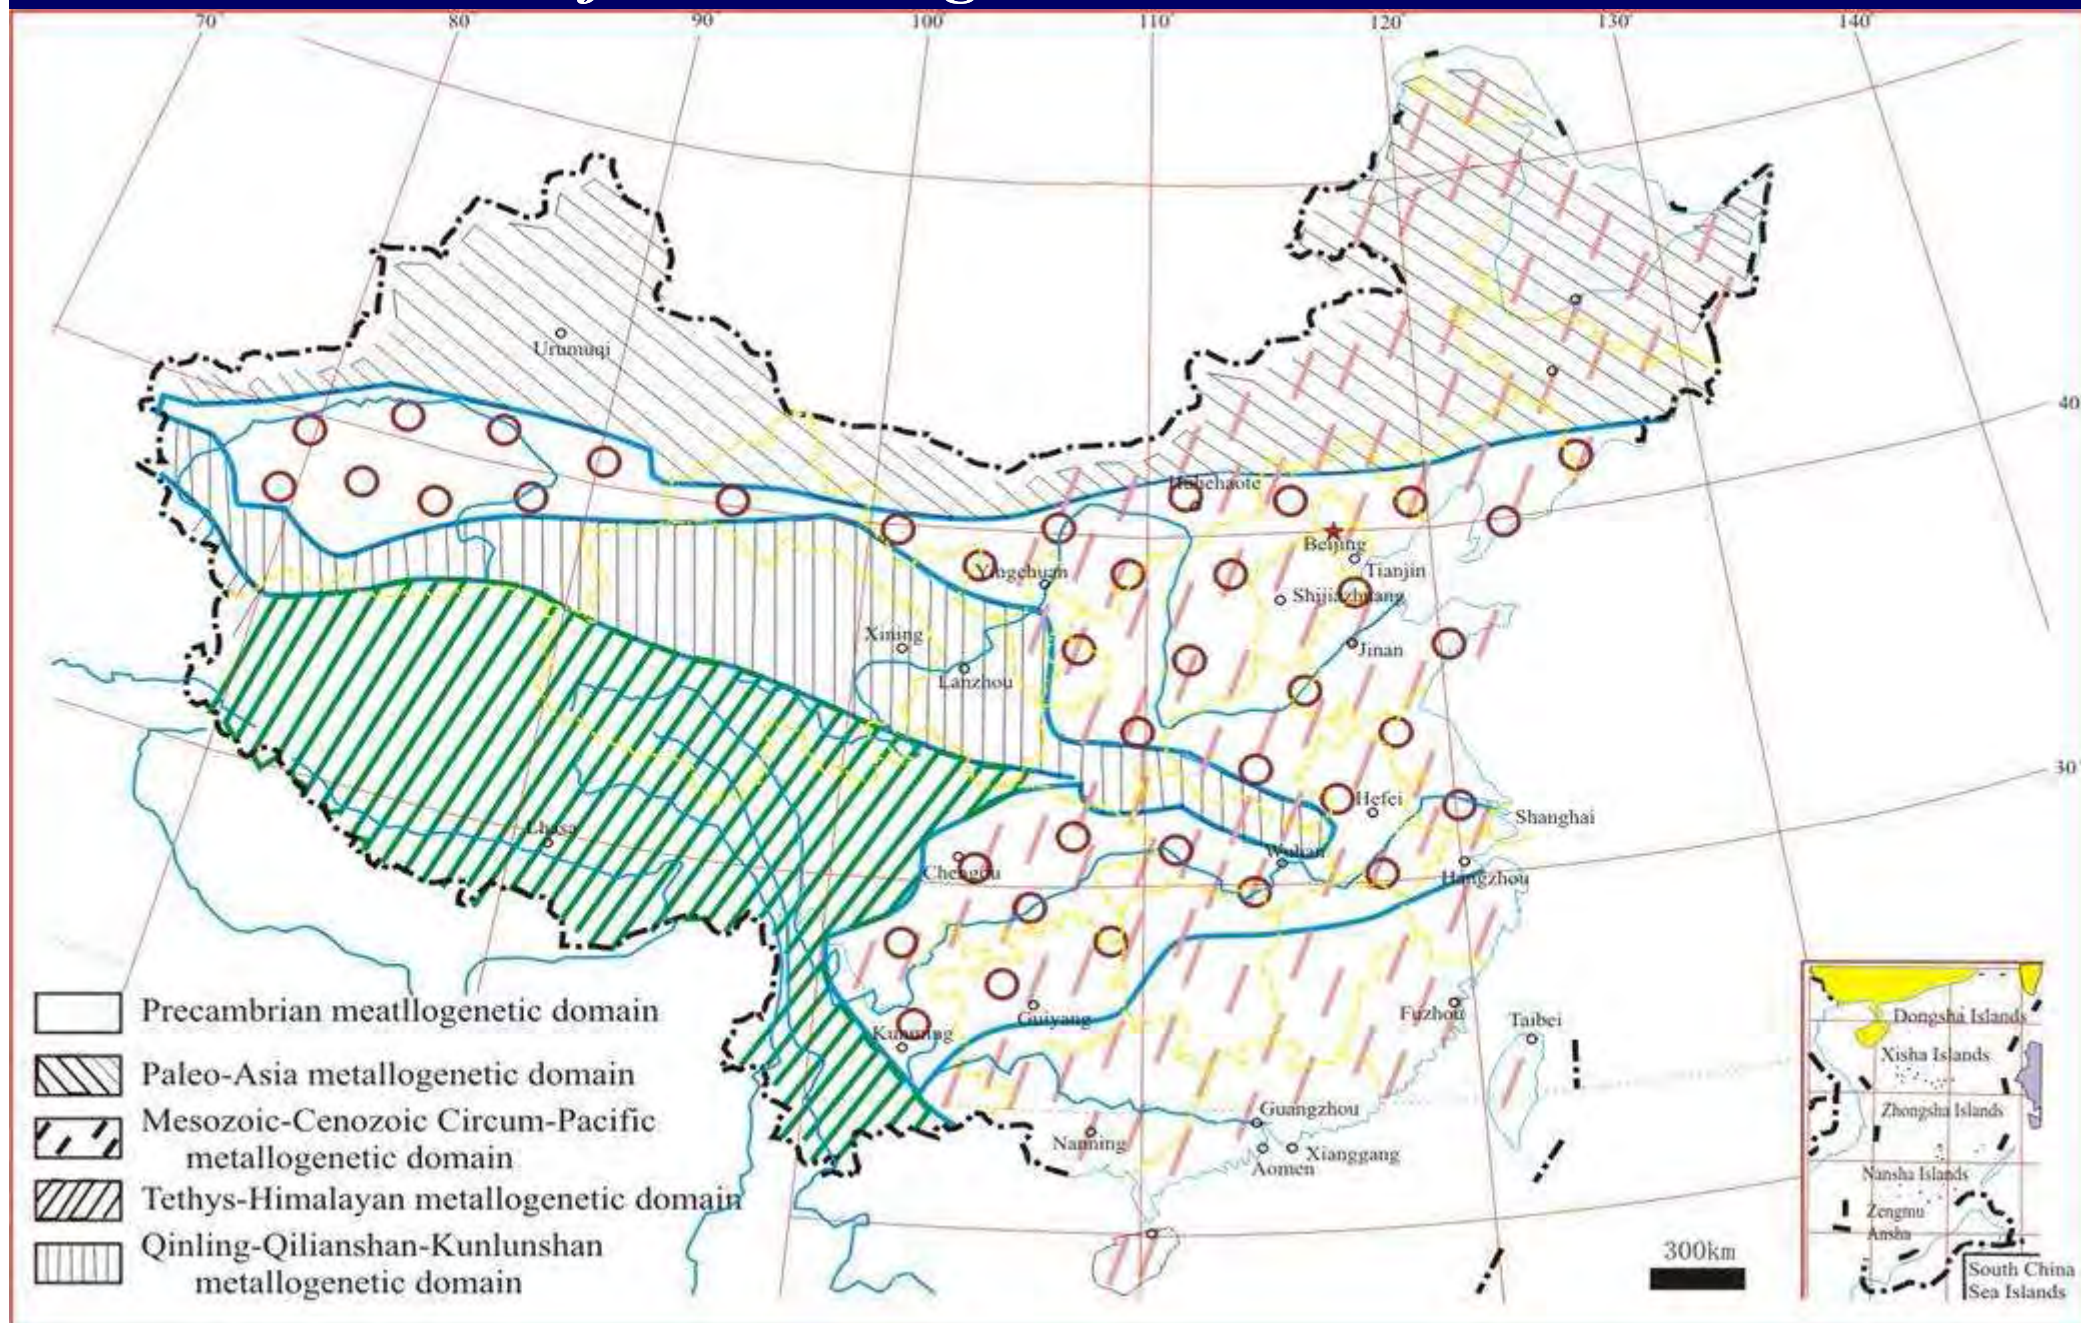 70°
80°
90°
100°
110°
120°
130°
140°
40
30
Urumuqi
Huhehaote
Beijing
Tianjin
Yingchuan
Shijiazhuang
Xining
Jinan
Lanzhou
Hefei
Shanghai
Lhasa
Wuhan
Chengdu
Hangzhou
Fuzhou
Taibei
Guiyang
Kunming
Guangzhou
Nanning
Xianggang
Aomen
Precambrian meatllogenetic domain
Paleo-Asia metallogenetic domain
Mesozoic-Cenozoic Circum-Pacific
metallogenetic domain
Tethys-Himalayan metallogenetic domain
Qinling-Qilianshan-Kunlunshan
metallogenetic domain
300km
Dongsha Islands
Xisha Islands
Zhongsha Islands
Nansha Islands
Zengmu
Ansha
South China
Sea Islands